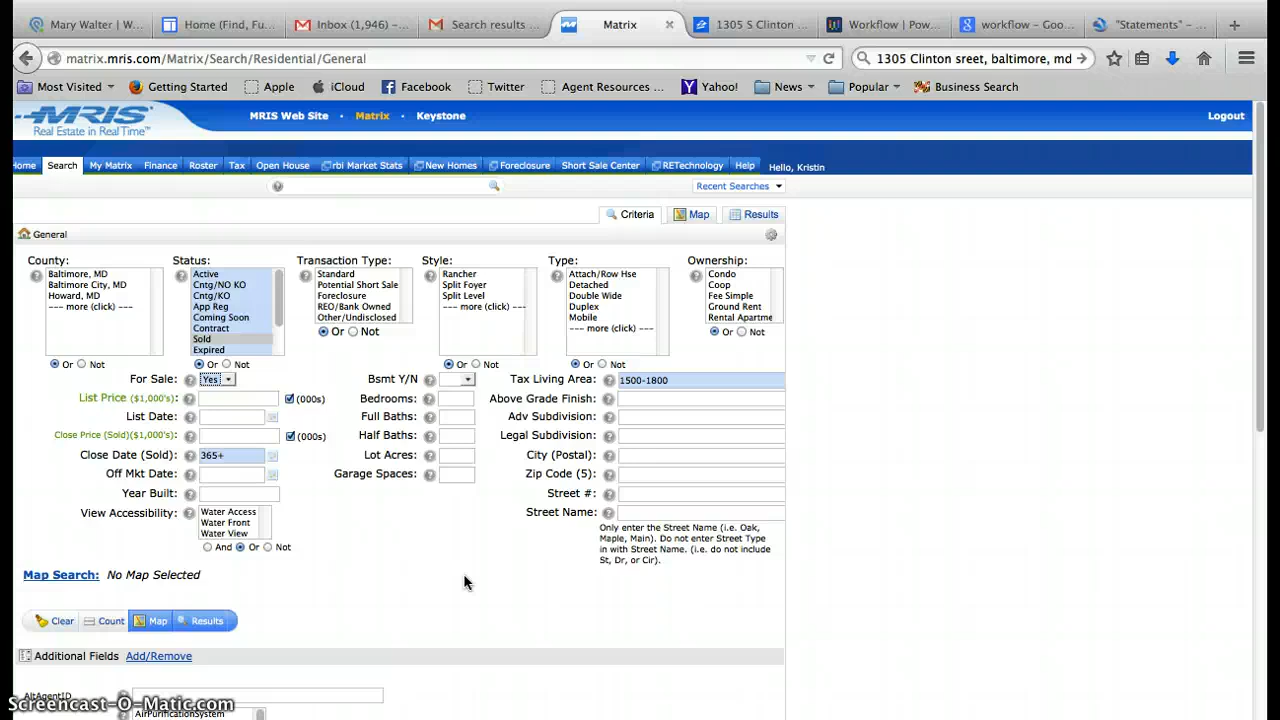 Mary Walter | W...
Home (Find, Fu...
Inbox (1,946) –...
Search results ...
Matrix
1305 S Clinton ...
Workflow | Pow...
workflow – Goo...
"Statements" –...
matrix.mris.com/Matrix/Search/Residential/General
1305 Clinton sreet, baltimore, md
Most Visited
Getting Started
Apple
iCloud
Facebook
Twitter
Agent Resources ...
Yahoo!
News
Popular
Business Search
MRIS
Real Estate in Real Time™
MRIS Web Site
Matrix
Keystone
Logout
Home
Search
My Matrix
Finance
Roster
Tax
Open House
rbi Market Stats
New Homes
Foreclosure
Short Sale Center
RETechnology
Help
Hello, Kristin
Recent Searches
Criteria
Map
Results
General
County:
Baltimore, MD
Baltimore City, MD
Howard, MD
--- more (click) ---
Or Not
Status:
Active
Cntg/NO KO
Cntg/KO
App Reg
Coming Soon
Contract
Sold
Expired
Or Not
Transaction Type:
Standard
Potential Short Sale
Foreclosure
REO/Bank Owned
Other/Undisclosed
Or Not
Style:
Rancher
Split Foyer
Split Level
--- more (click) ---
Or Not
Type:
Attach/Row Hse
Detached
Double Wide
Duplex
Mobile
--- more (click) ---
Or Not
Ownership:
Condo
Coop
Fee Simple
Ground Rent
Rental Apartme
Or Not
For Sale: Yes
List Price ($1,000's): (000s)
List Date:
Close Price (Sold)($1,000's): (000s)
Close Date (Sold): 365+
Off Mkt Date:
Year Built:
View Accessibility:
Water Access
Water Front
Water View
And Or Not
Bsmt Y/N
Bedrooms:
Full Baths:
Half Baths:
Lot Acres:
Garage Spaces:
Tax Living Area: 1500-1800
Above Grade Finish:
Adv Subdivision:
Legal Subdivision:
City (Postal):
Zip Code (5):
Street #:
Street Name:
Only enter the Street Name (i.e. Oak,
Maple, Main). Do not enter Street Type
in with Street Name. (i.e. do not include
St, Dr, or Cir).
Map Search: No Map Selected
Clear
Count
Map
Results
Additional Fields Add/Remove
AltAgentID
AirPurificationSystem
Screencast-O-Matic.com